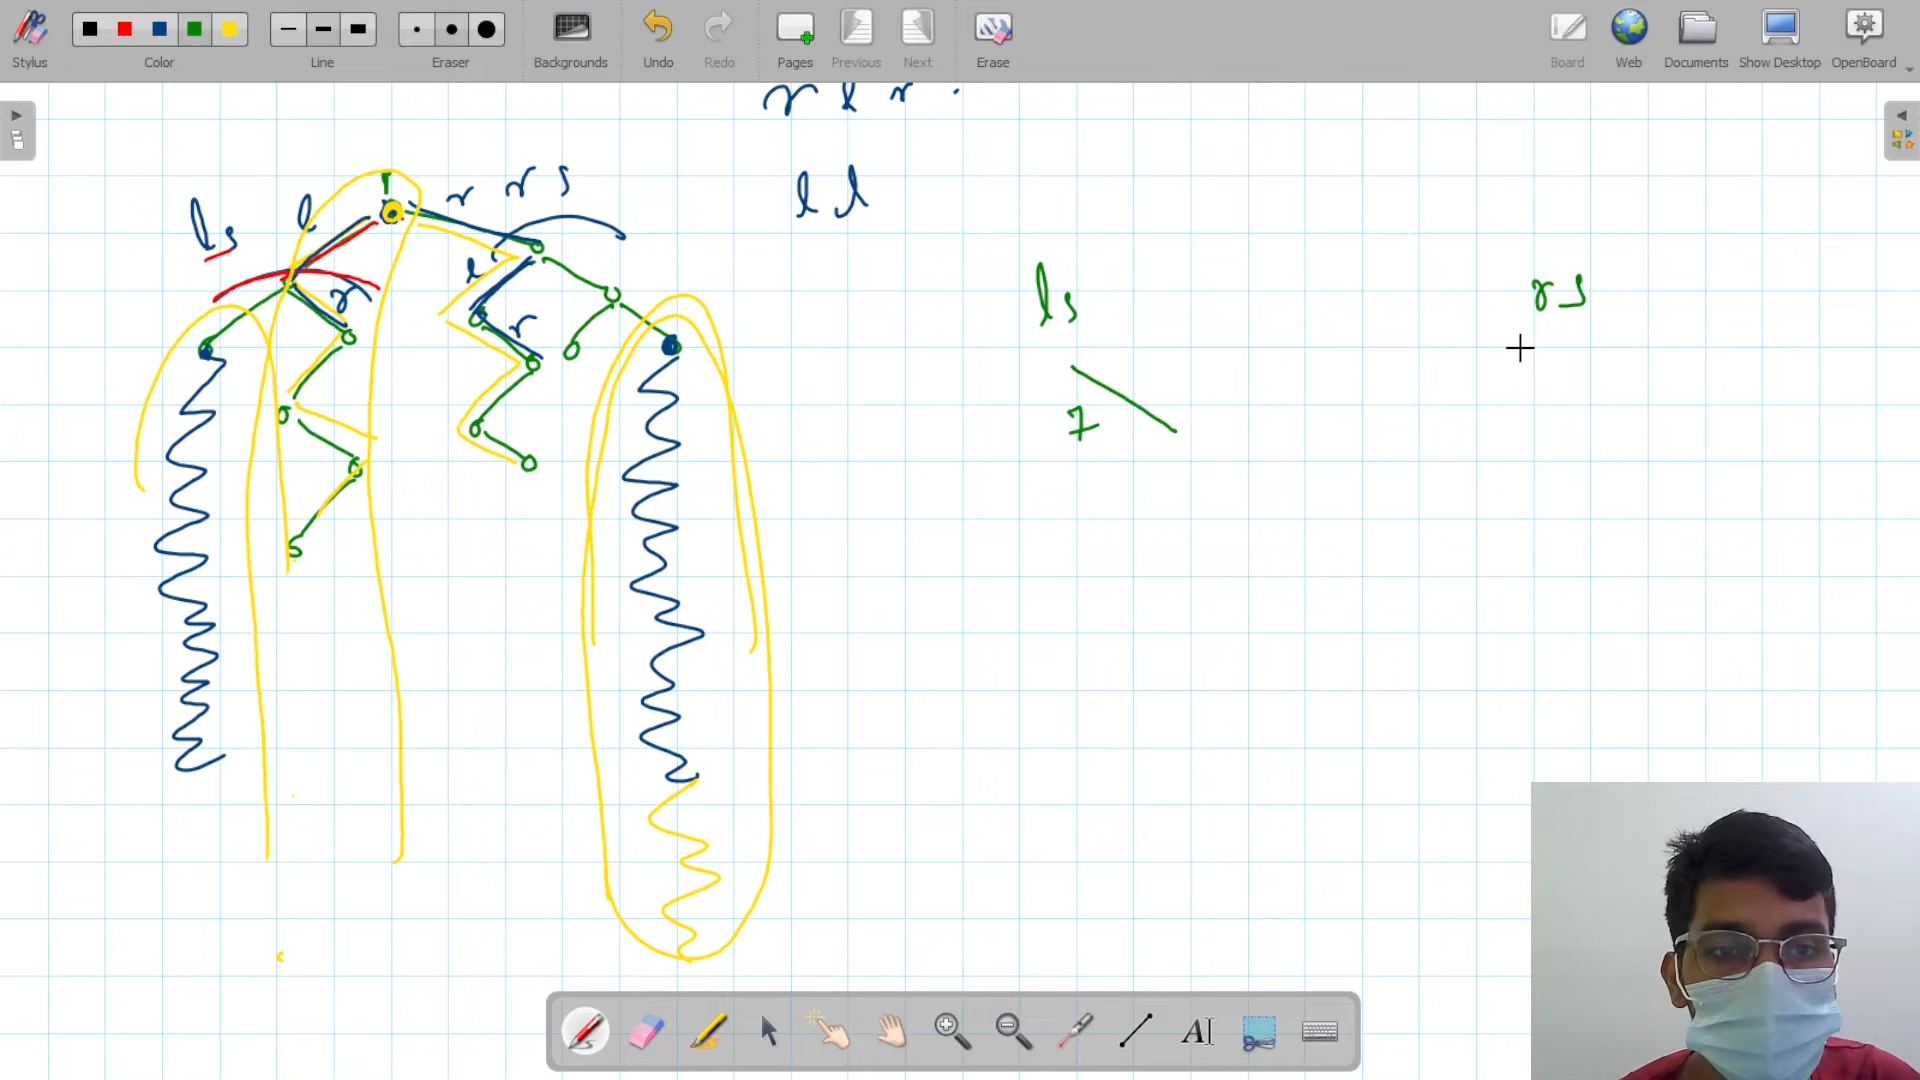 Stylus
Color
Line
Eraser
Backgrounds
Undo
Redo
Pages
Previous
Next
Erase
Board
Web
Documents
Show Desktop
OpenBoard
r l r .
l l
ls l r r s
r
l
r
ls
rs
7
A